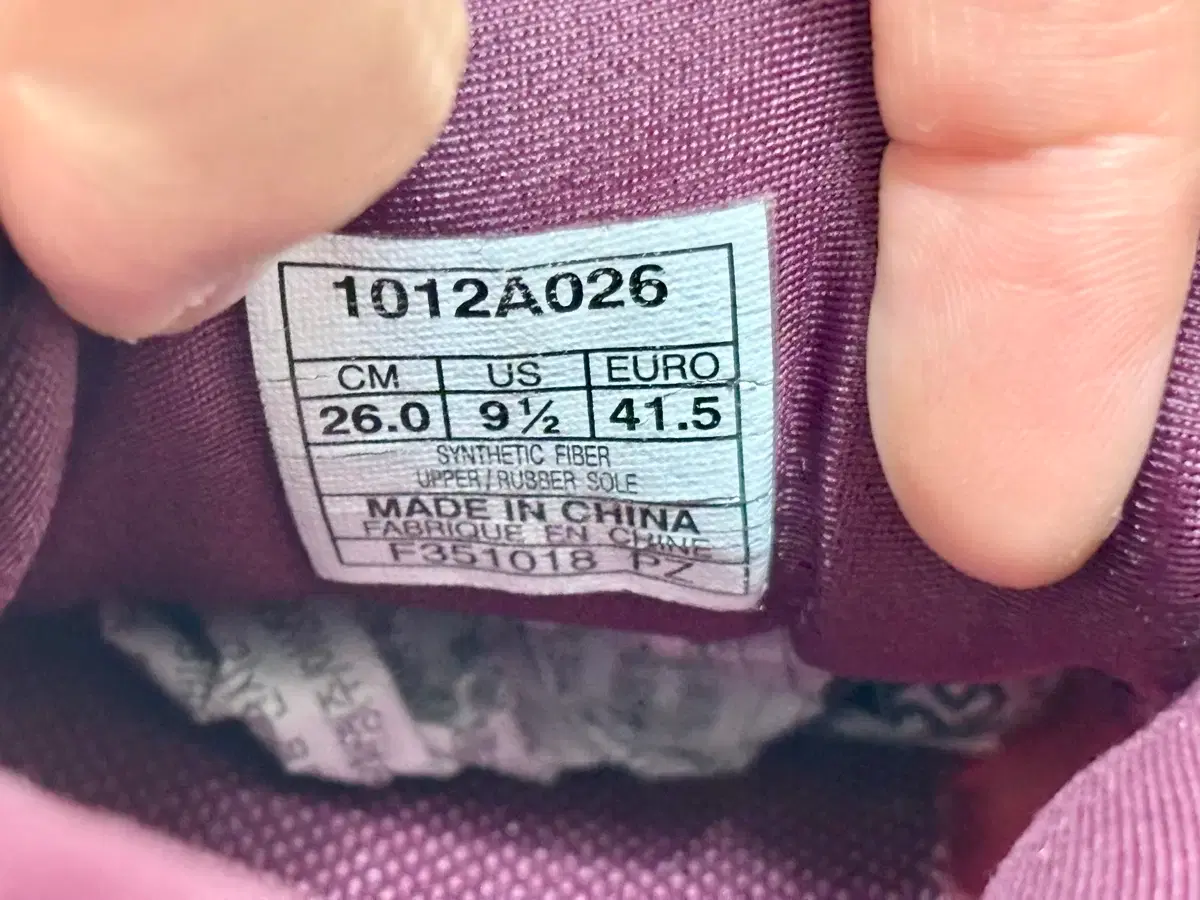 1012A026
CM US EURO
26.0 9½ 41.5
SYNTHETIC FIBER
UPPER/RUBBER SOLE
MADE IN CHINA
FABRIQUE EN CHINE
F351018 PZ